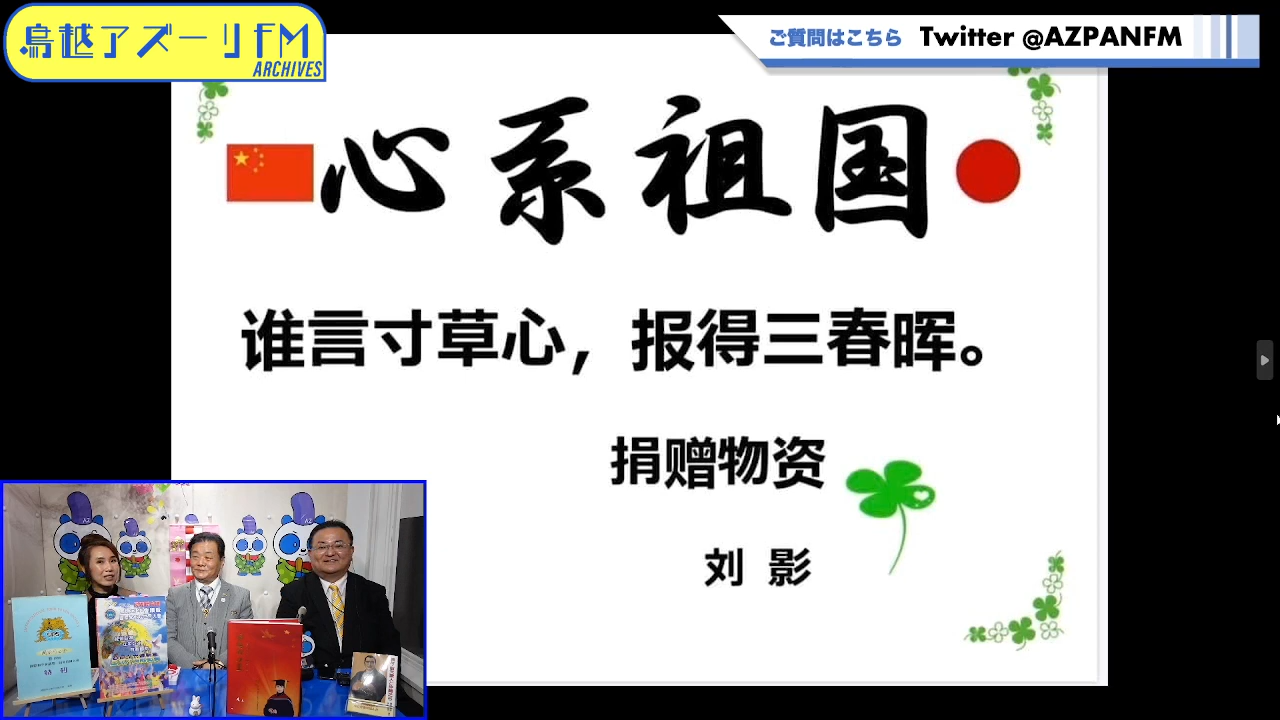 鳥越アズーリFM
ARCHIVES
ご質問はこちら Twitter @AZPANFM
心系祖国
谁言寸草心，报得三春晖。
捐赠物资
刘 影